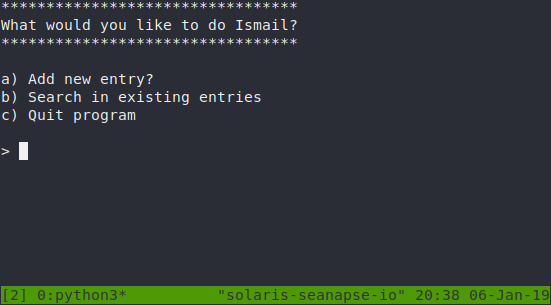 *********************************
What would you like to do Ismail?
*********************************
a) Add new entry?
b) Search in existing entries
c) Quit program
>
[2] 0:python3* "solaris-seanapse-io" 20:38 06-Jan-19